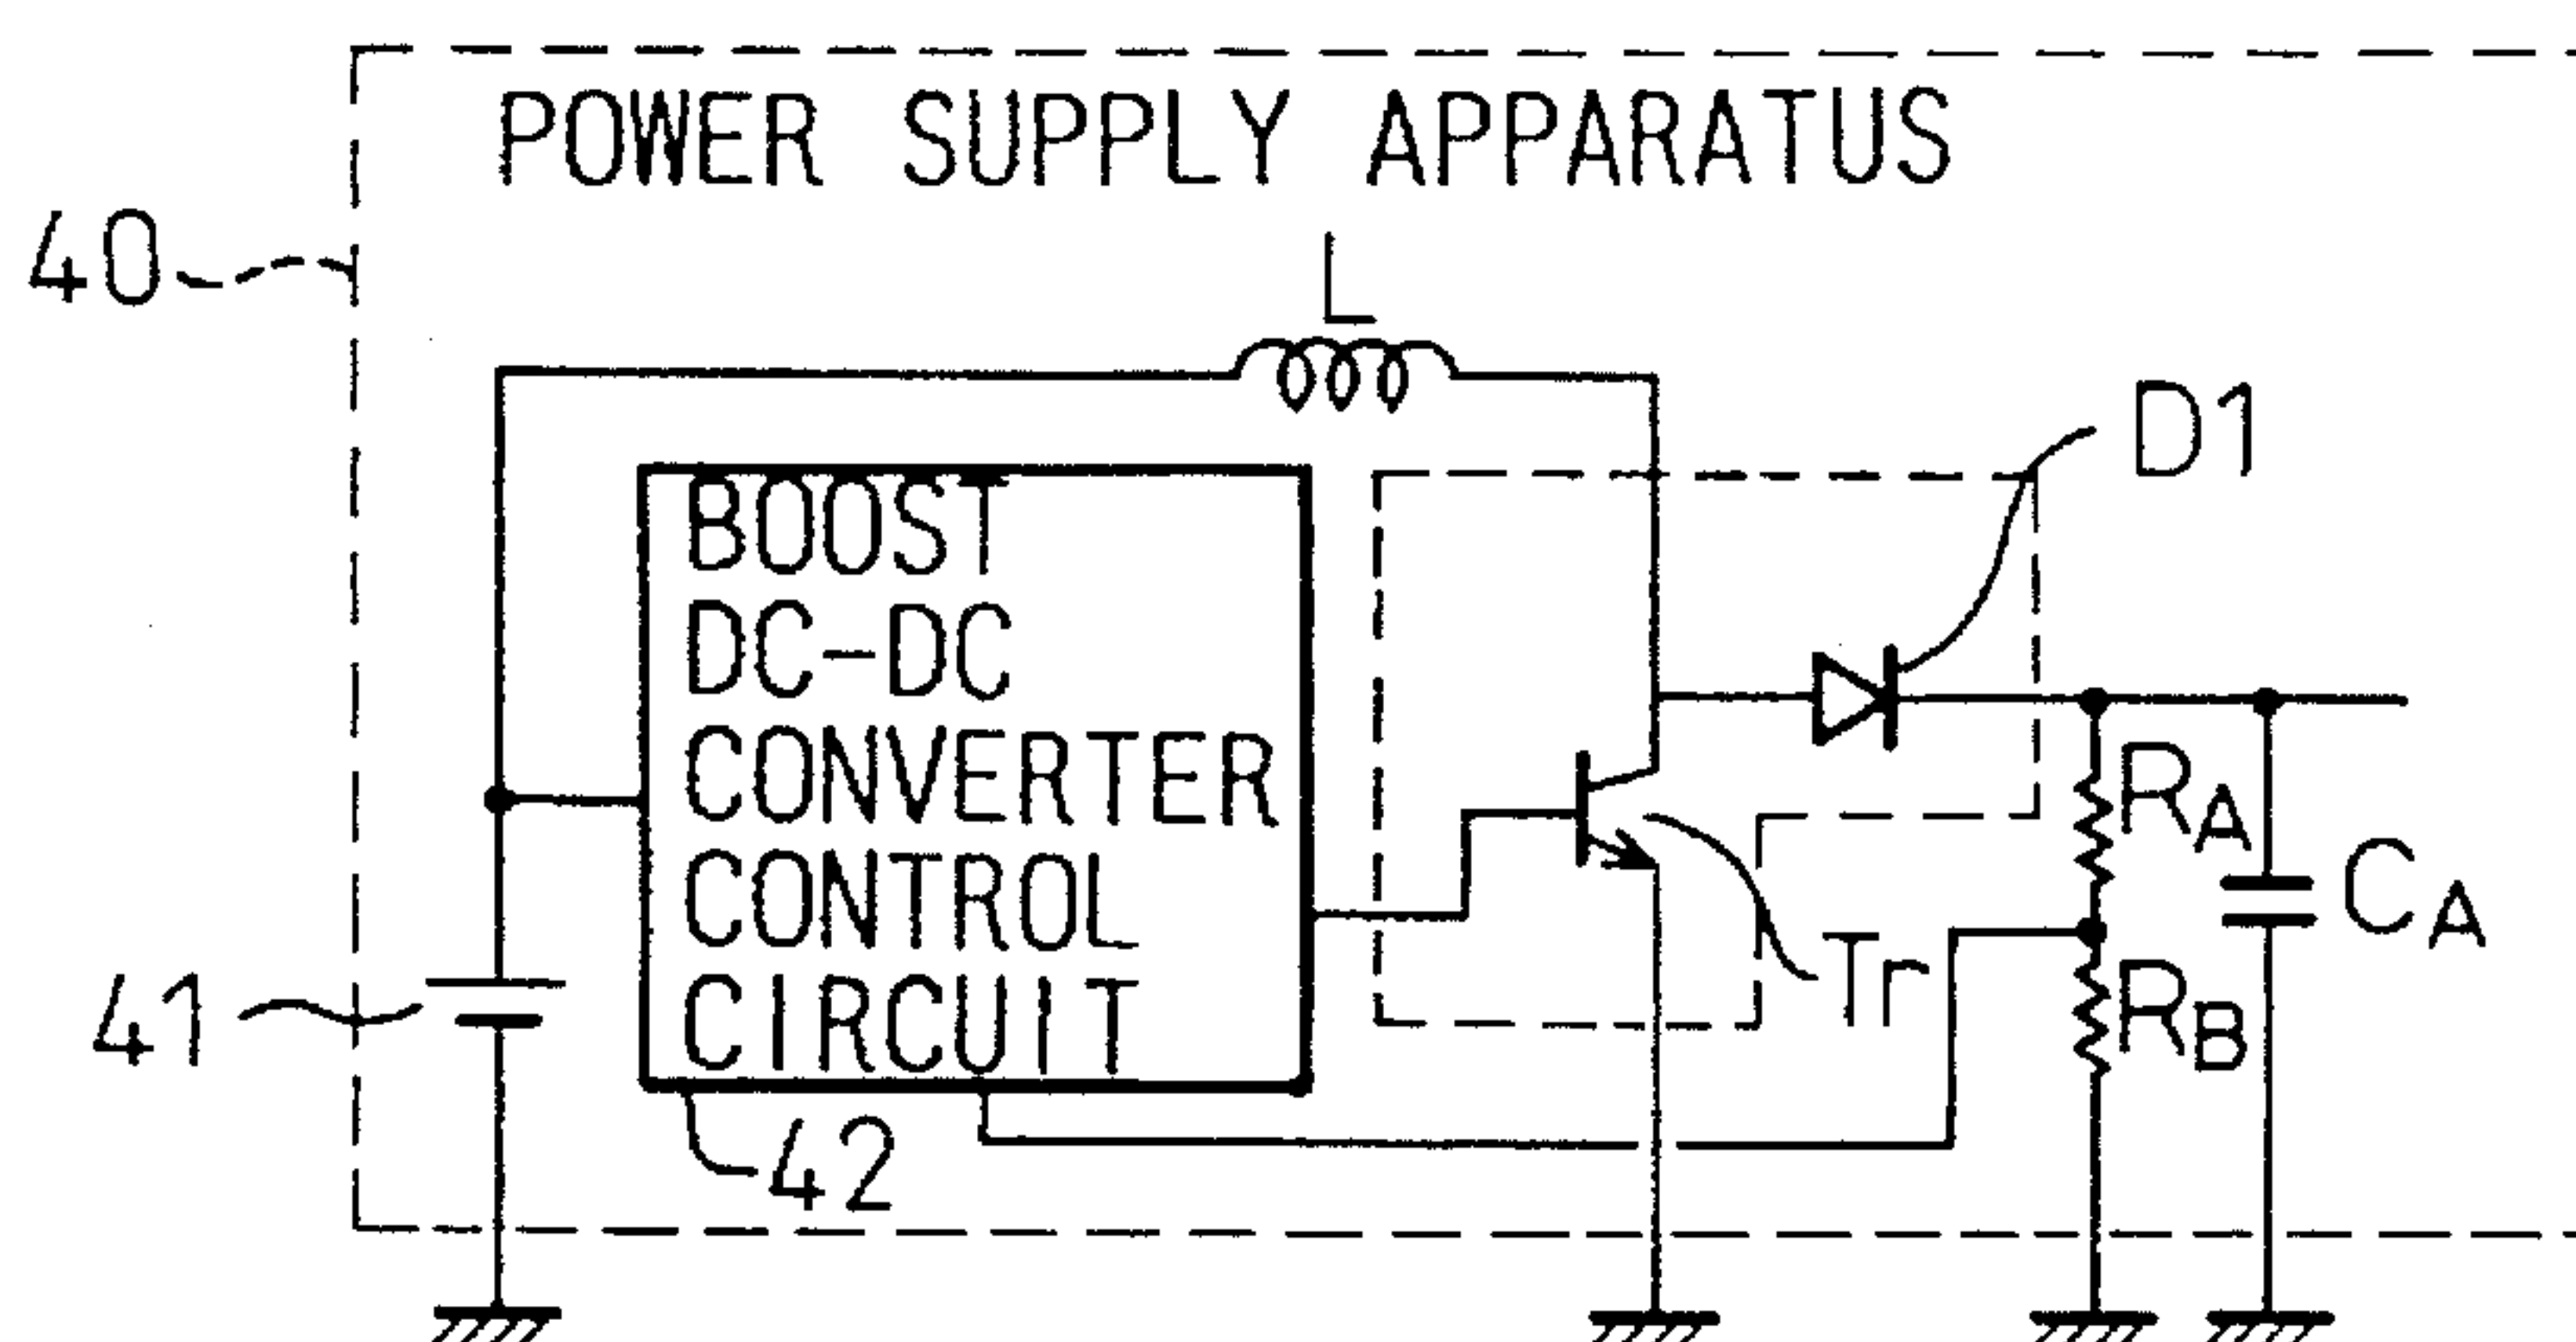 POWER SUPPLY APPARATUS
40
L
D1
BOOST
DC-DC
CONVERTER
CONTROL
CIRCUIT
RA
CA
Tr
RB
41
42